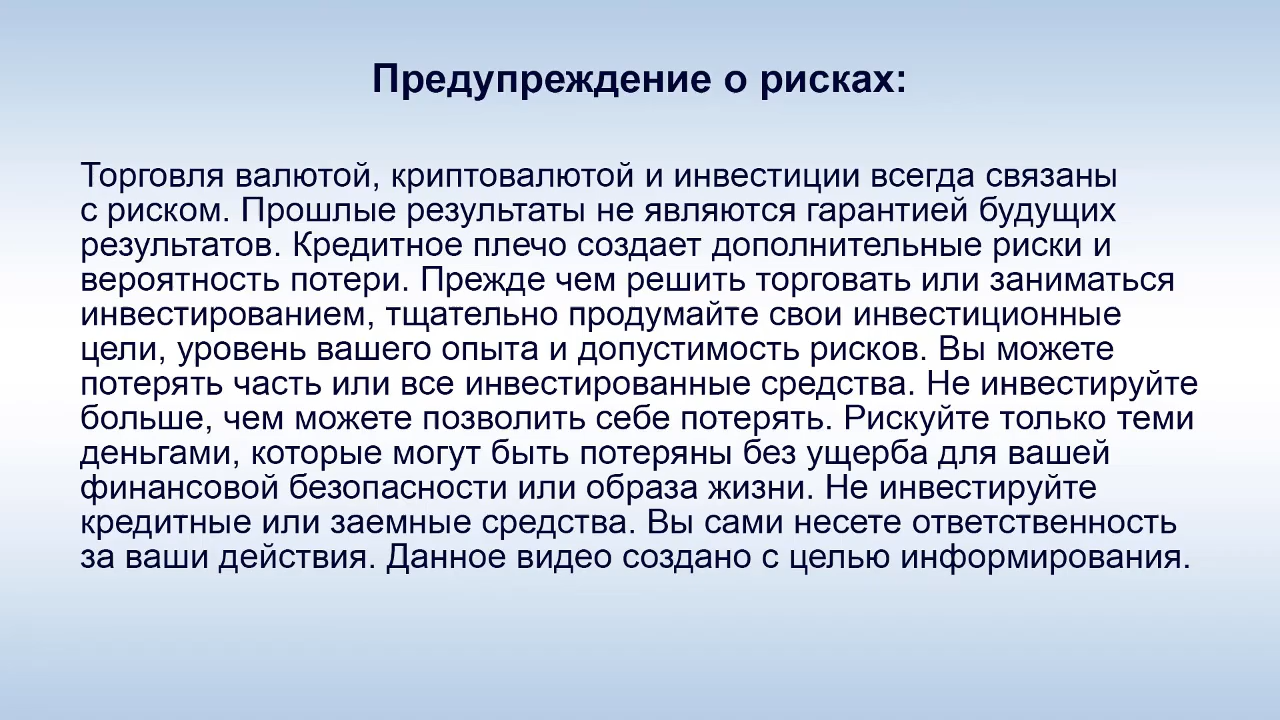 Предупреждение о рисках:
Торговля валютой, криптовалютой и инвестиции всегда связаны
с риском. Прошлые результаты не являются гарантией будущих
результатов. Кредитное плечо создает дополнительные риски и
вероятность потери. Прежде чем решить торговать или заниматься
инвестированием, тщательно продумайте свои инвестиционные
цели, уровень вашего опыта и допустимость рисков. Вы можете
потерять часть или все инвестированные средства. Не инвестируйте
больше, чем можете позволить себе потерять. Рискуйте только теми
деньгами, которые могут быть потеряны без ущерба для вашей
финансовой безопасности или образа жизни. Не инвестируйте
кредитные или заемные средства. Вы сами несете ответственность
за ваши действия. Данное видео создано с целью информирования.